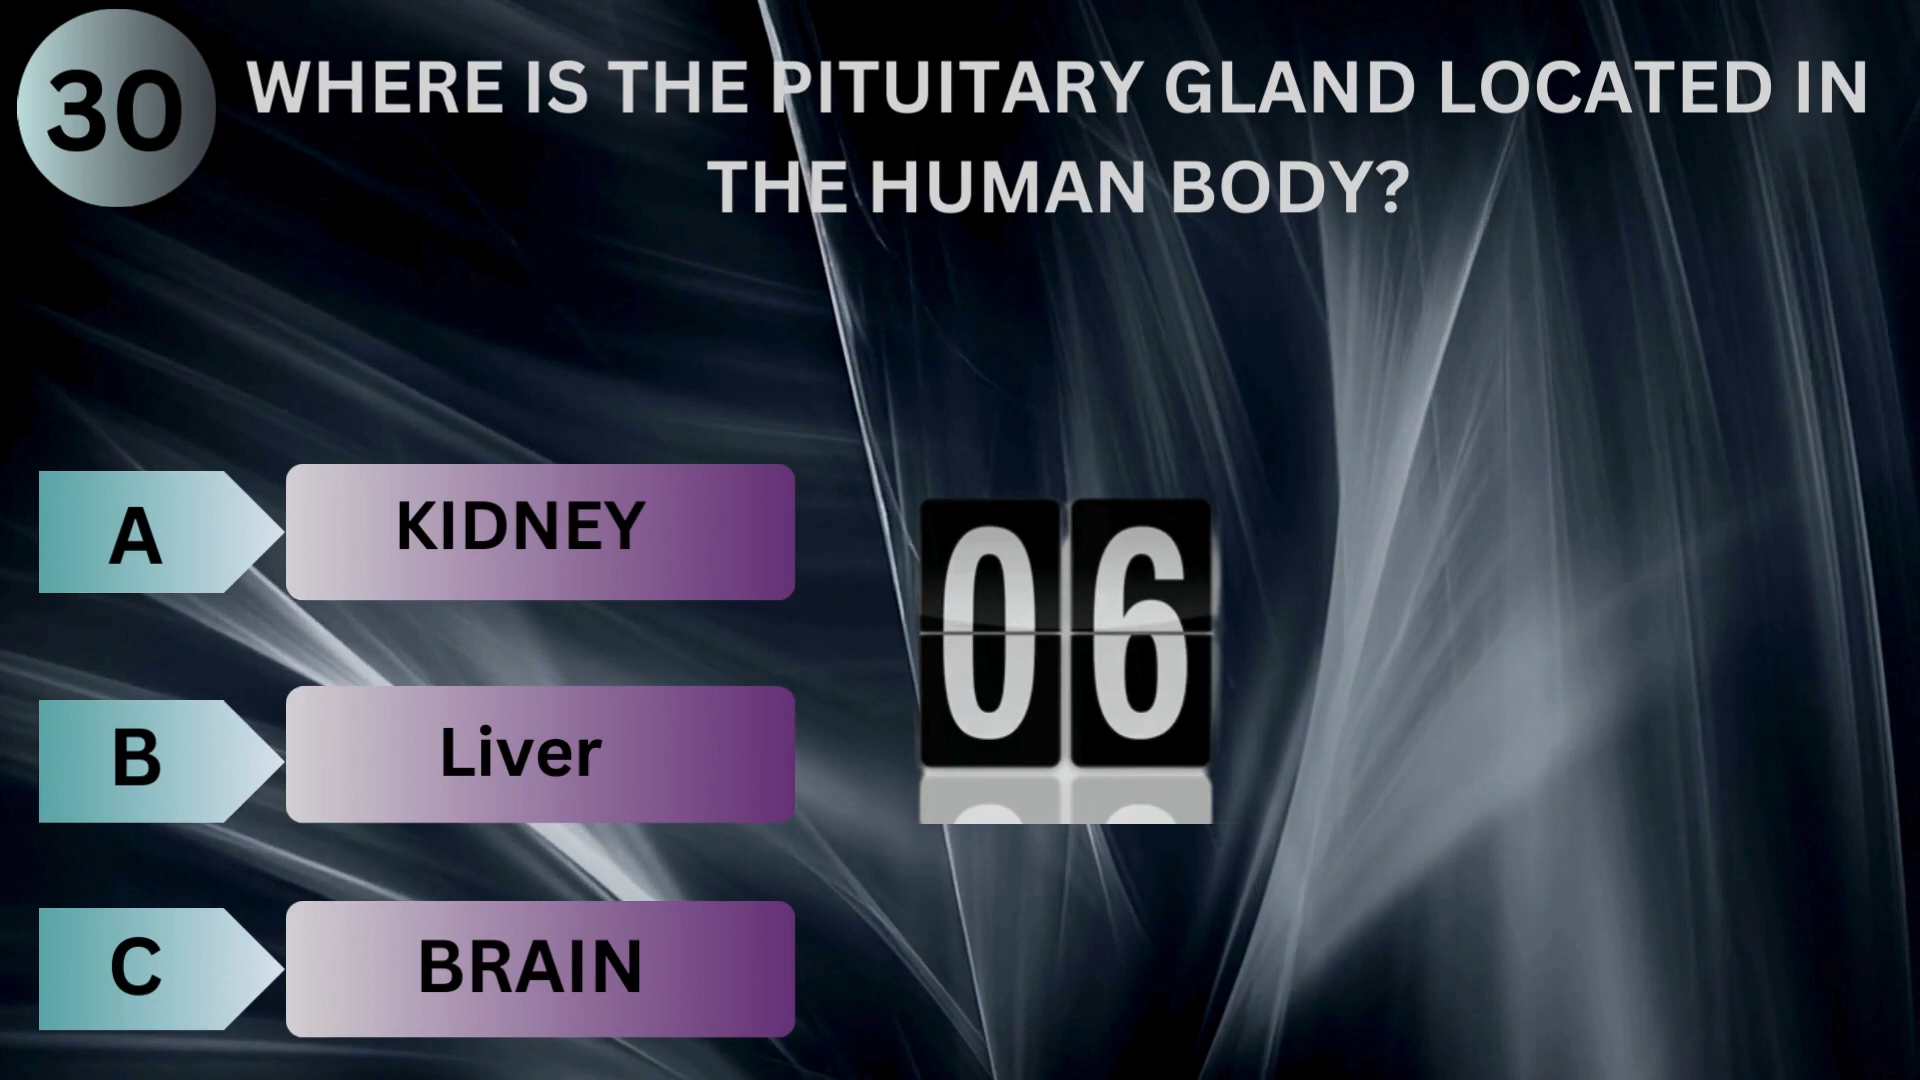 30
WHERE IS THE PITUITARY GLAND LOCATED IN
THE HUMAN BODY?
A
KIDNEY
06
B
Liver
C
BRAIN